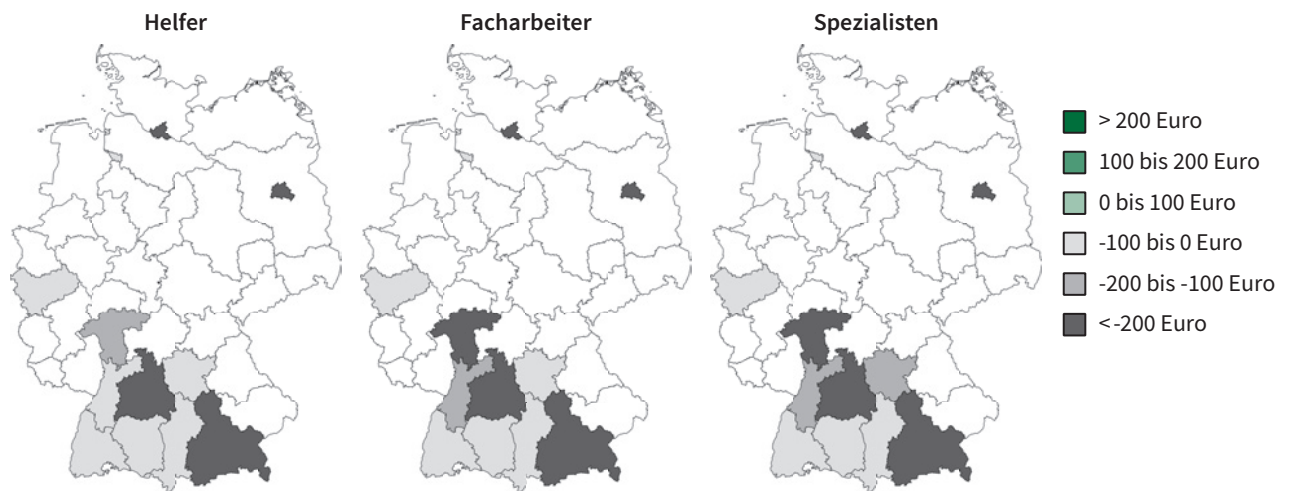 Helfer
Facharbeiter
Spezialisten
> 200 Euro
100 bis 200 Euro
0 bis 100 Euro
-100 bis 0 Euro
-200 bis -100 Euro
< -200 Euro